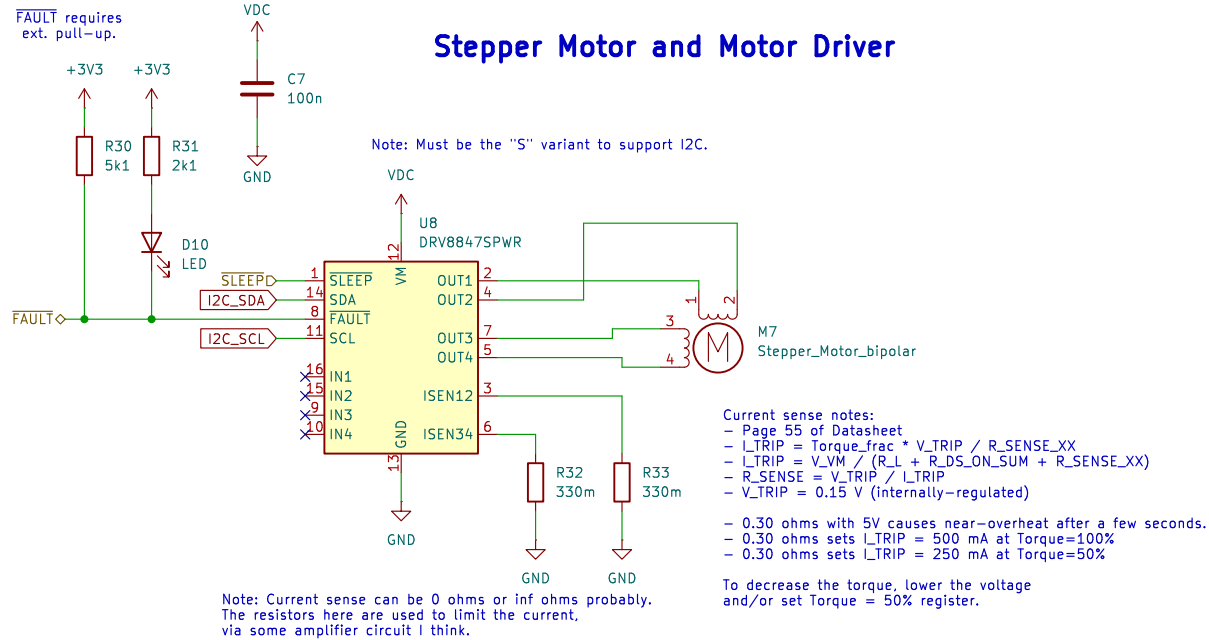 FAULT requires
ext. pull-up.
VDC
Stepper Motor and Motor Driver
+3V3
+3V3
C7
100n
R30
5k1
R31
2k1
GND
Note: Must be the "S" variant to support I2C.
VDC
U8
DRV8847SPWR
D10
LED
12
VM
SLEEP
1
SLEEP
OUT1
2
I2C_SDA
14
SDA
OUT2
4
1
2
FAULT
8
FAULT
3
I2C_SCL
11
SCL
OUT3
7
M7
M
Stepper_Motor_bipolar
OUT4
5
4
16
IN1
15
IN2
ISEN12
3
9
IN3
10
IN4
ISEN34
6
GND
13
R32
330m
R33
330m
GND
GND
GND
Current sense notes:
- Page 55 of Datasheet
- I_TRIP = Torque_frac * V_TRIP / R_SENSE_XX
- I_TRIP = V_VM / (R_L + R_DS_ON_SUM + R_SENSE_XX)
- R_SENSE = V_TRIP / I_TRIP
- V_TRIP = 0.15 V (internally-regulated)
- 0.30 ohms with 5V causes near-overheat after a few seconds.
- 0.30 ohms sets I_TRIP = 500 mA at Torque=100%
- 0.30 ohms sets I_TRIP = 250 mA at Torque=50%
To decrease the torque, lower the voltage
and/or set Torque = 50% register.
Note: Current sense can be 0 ohms or inf ohms probably.
The resistors here are used to limit the current,
via some amplifier circuit I think.